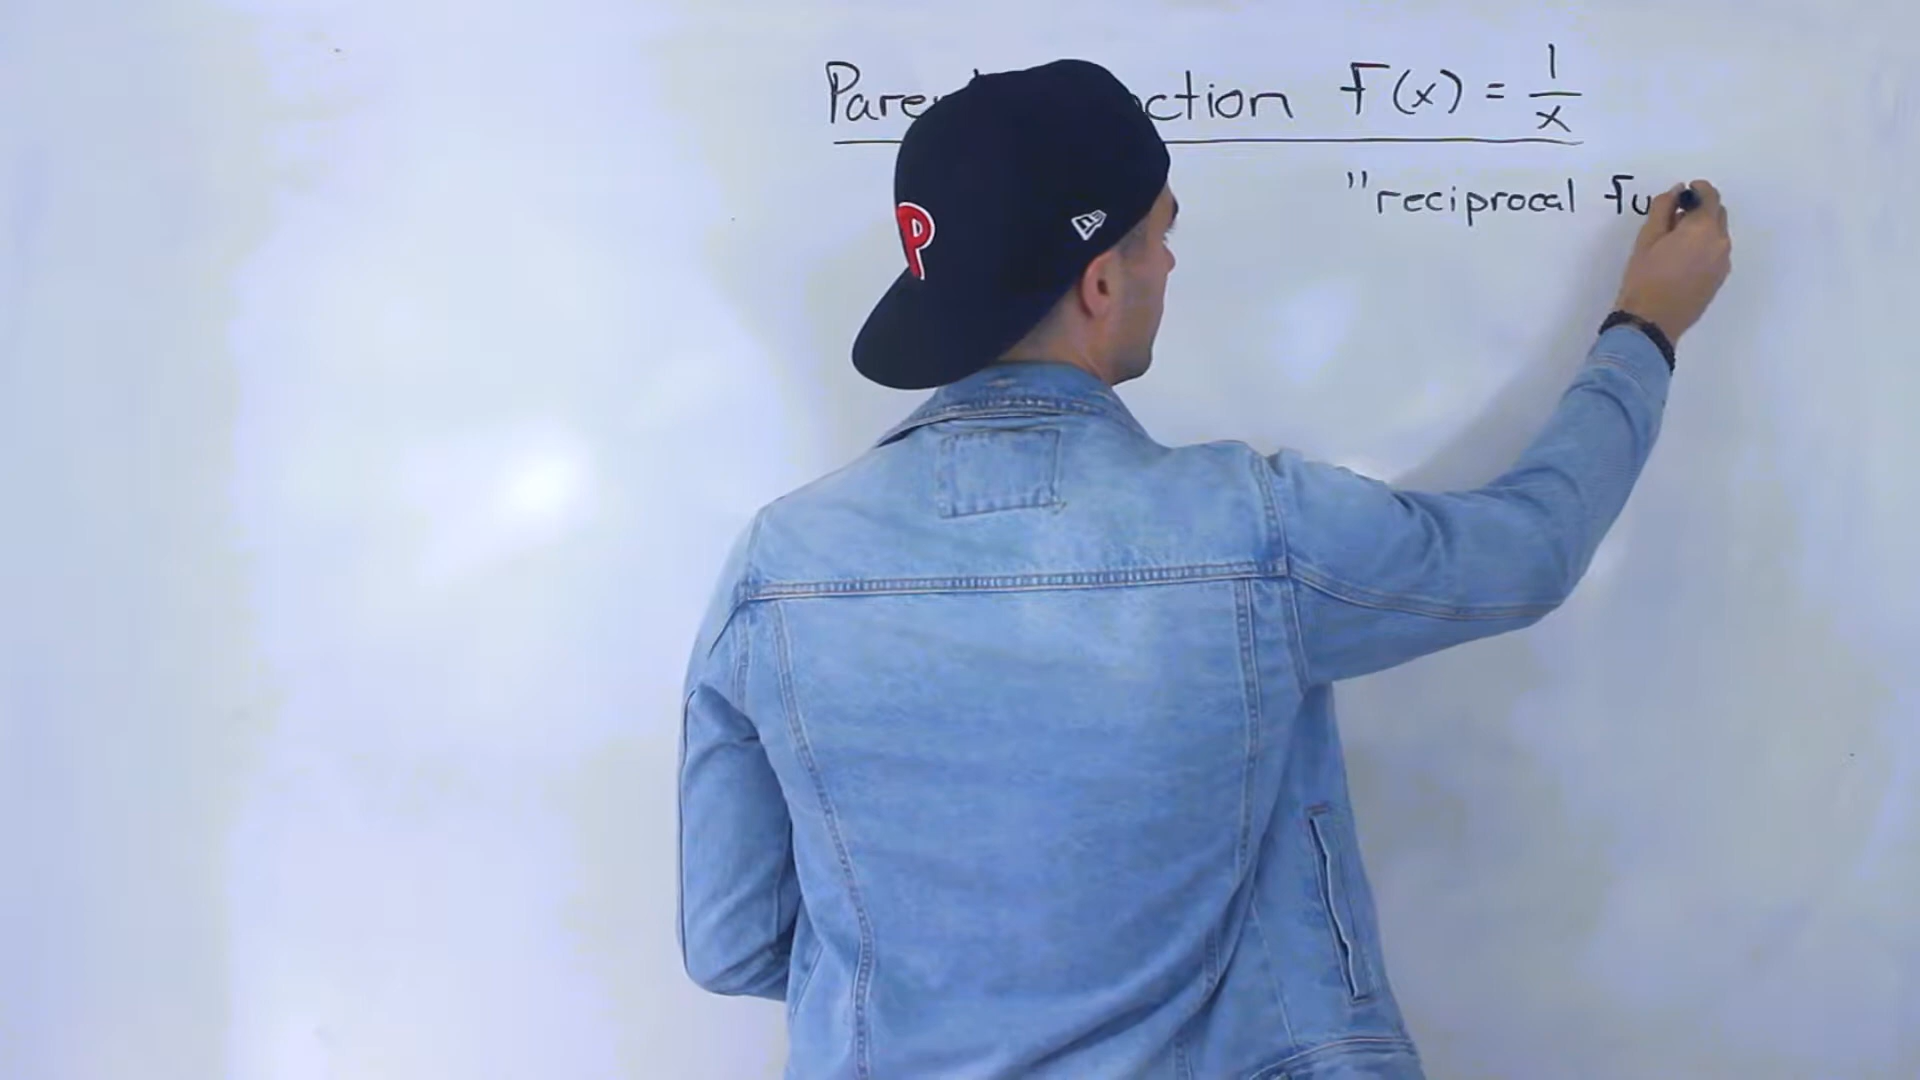 Pare ction f(x) = 1/x
"reciprocal fu
P